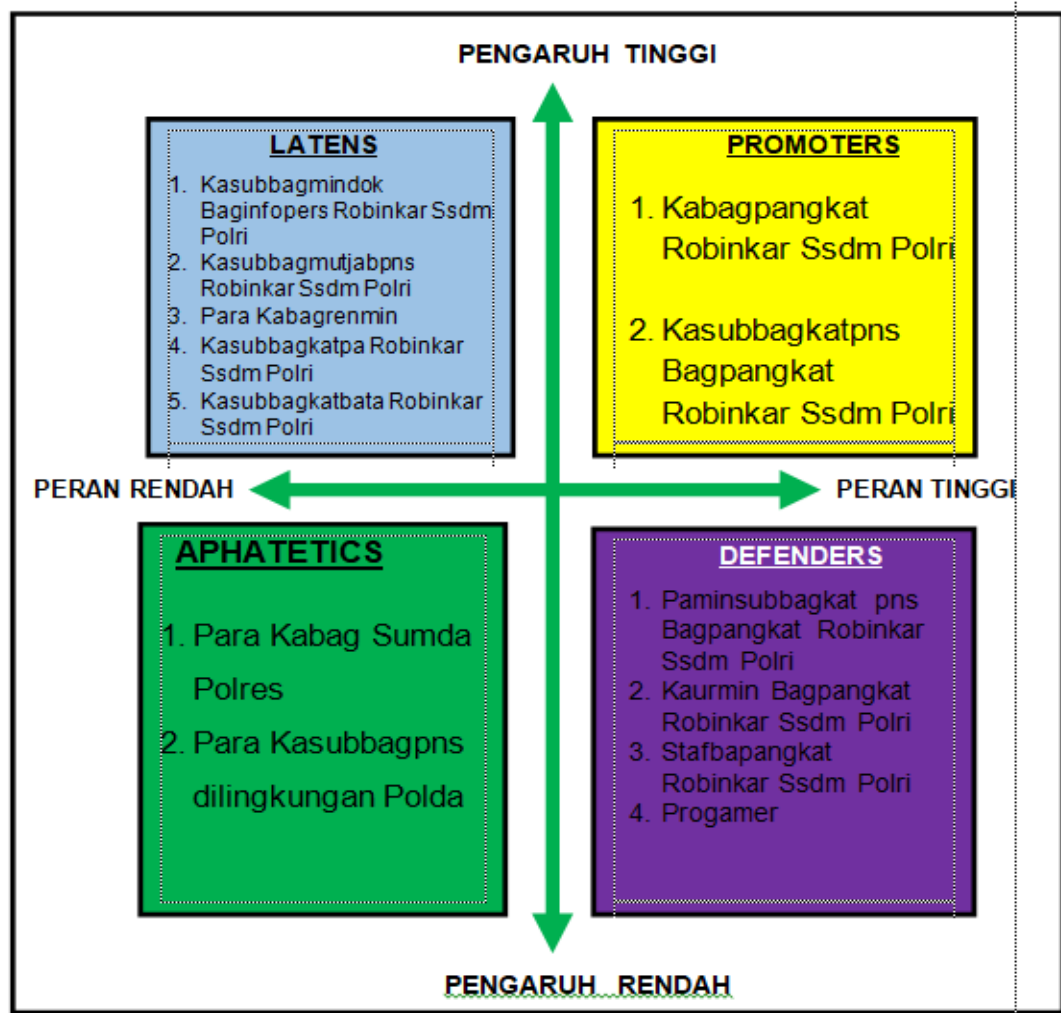 PENGARUH TINGGI
LATENS
1. Kasubbagmindok
Baginfopers Robinkar Ssdm
Polri
2. Kasubbagmutjabpns
Robinkar Ssdm Polri
3. Para Kabagrenmin
4. Kasubbagkatpa Robinkar
Ssdm Polri
5. Kasubbagkatbata Robinkar
Ssdm Polri
PROMOTERS
1. Kabagpangkat
Robinkar Ssdm Polri
2. Kasubbagkatpns
Bagpangkat
Robinkar Ssdm Polri
PERAN RENDAH
PERAN TINGGI
APHATETICS
1. Para Kabag Sumda
Polres
2. Para Kasubbagpns
dilingkungan Polda
DEFENDERS
1. Paminsubbagkat pns
Bagpangkat Robinkar
Ssdm Polri
2. Kaurmin Bagpangkat
Robinkar Ssdm Polri
3. Stafbapangkat
Robinkar Ssdm Polri
4. Progamer
PENGARUH RENDAH